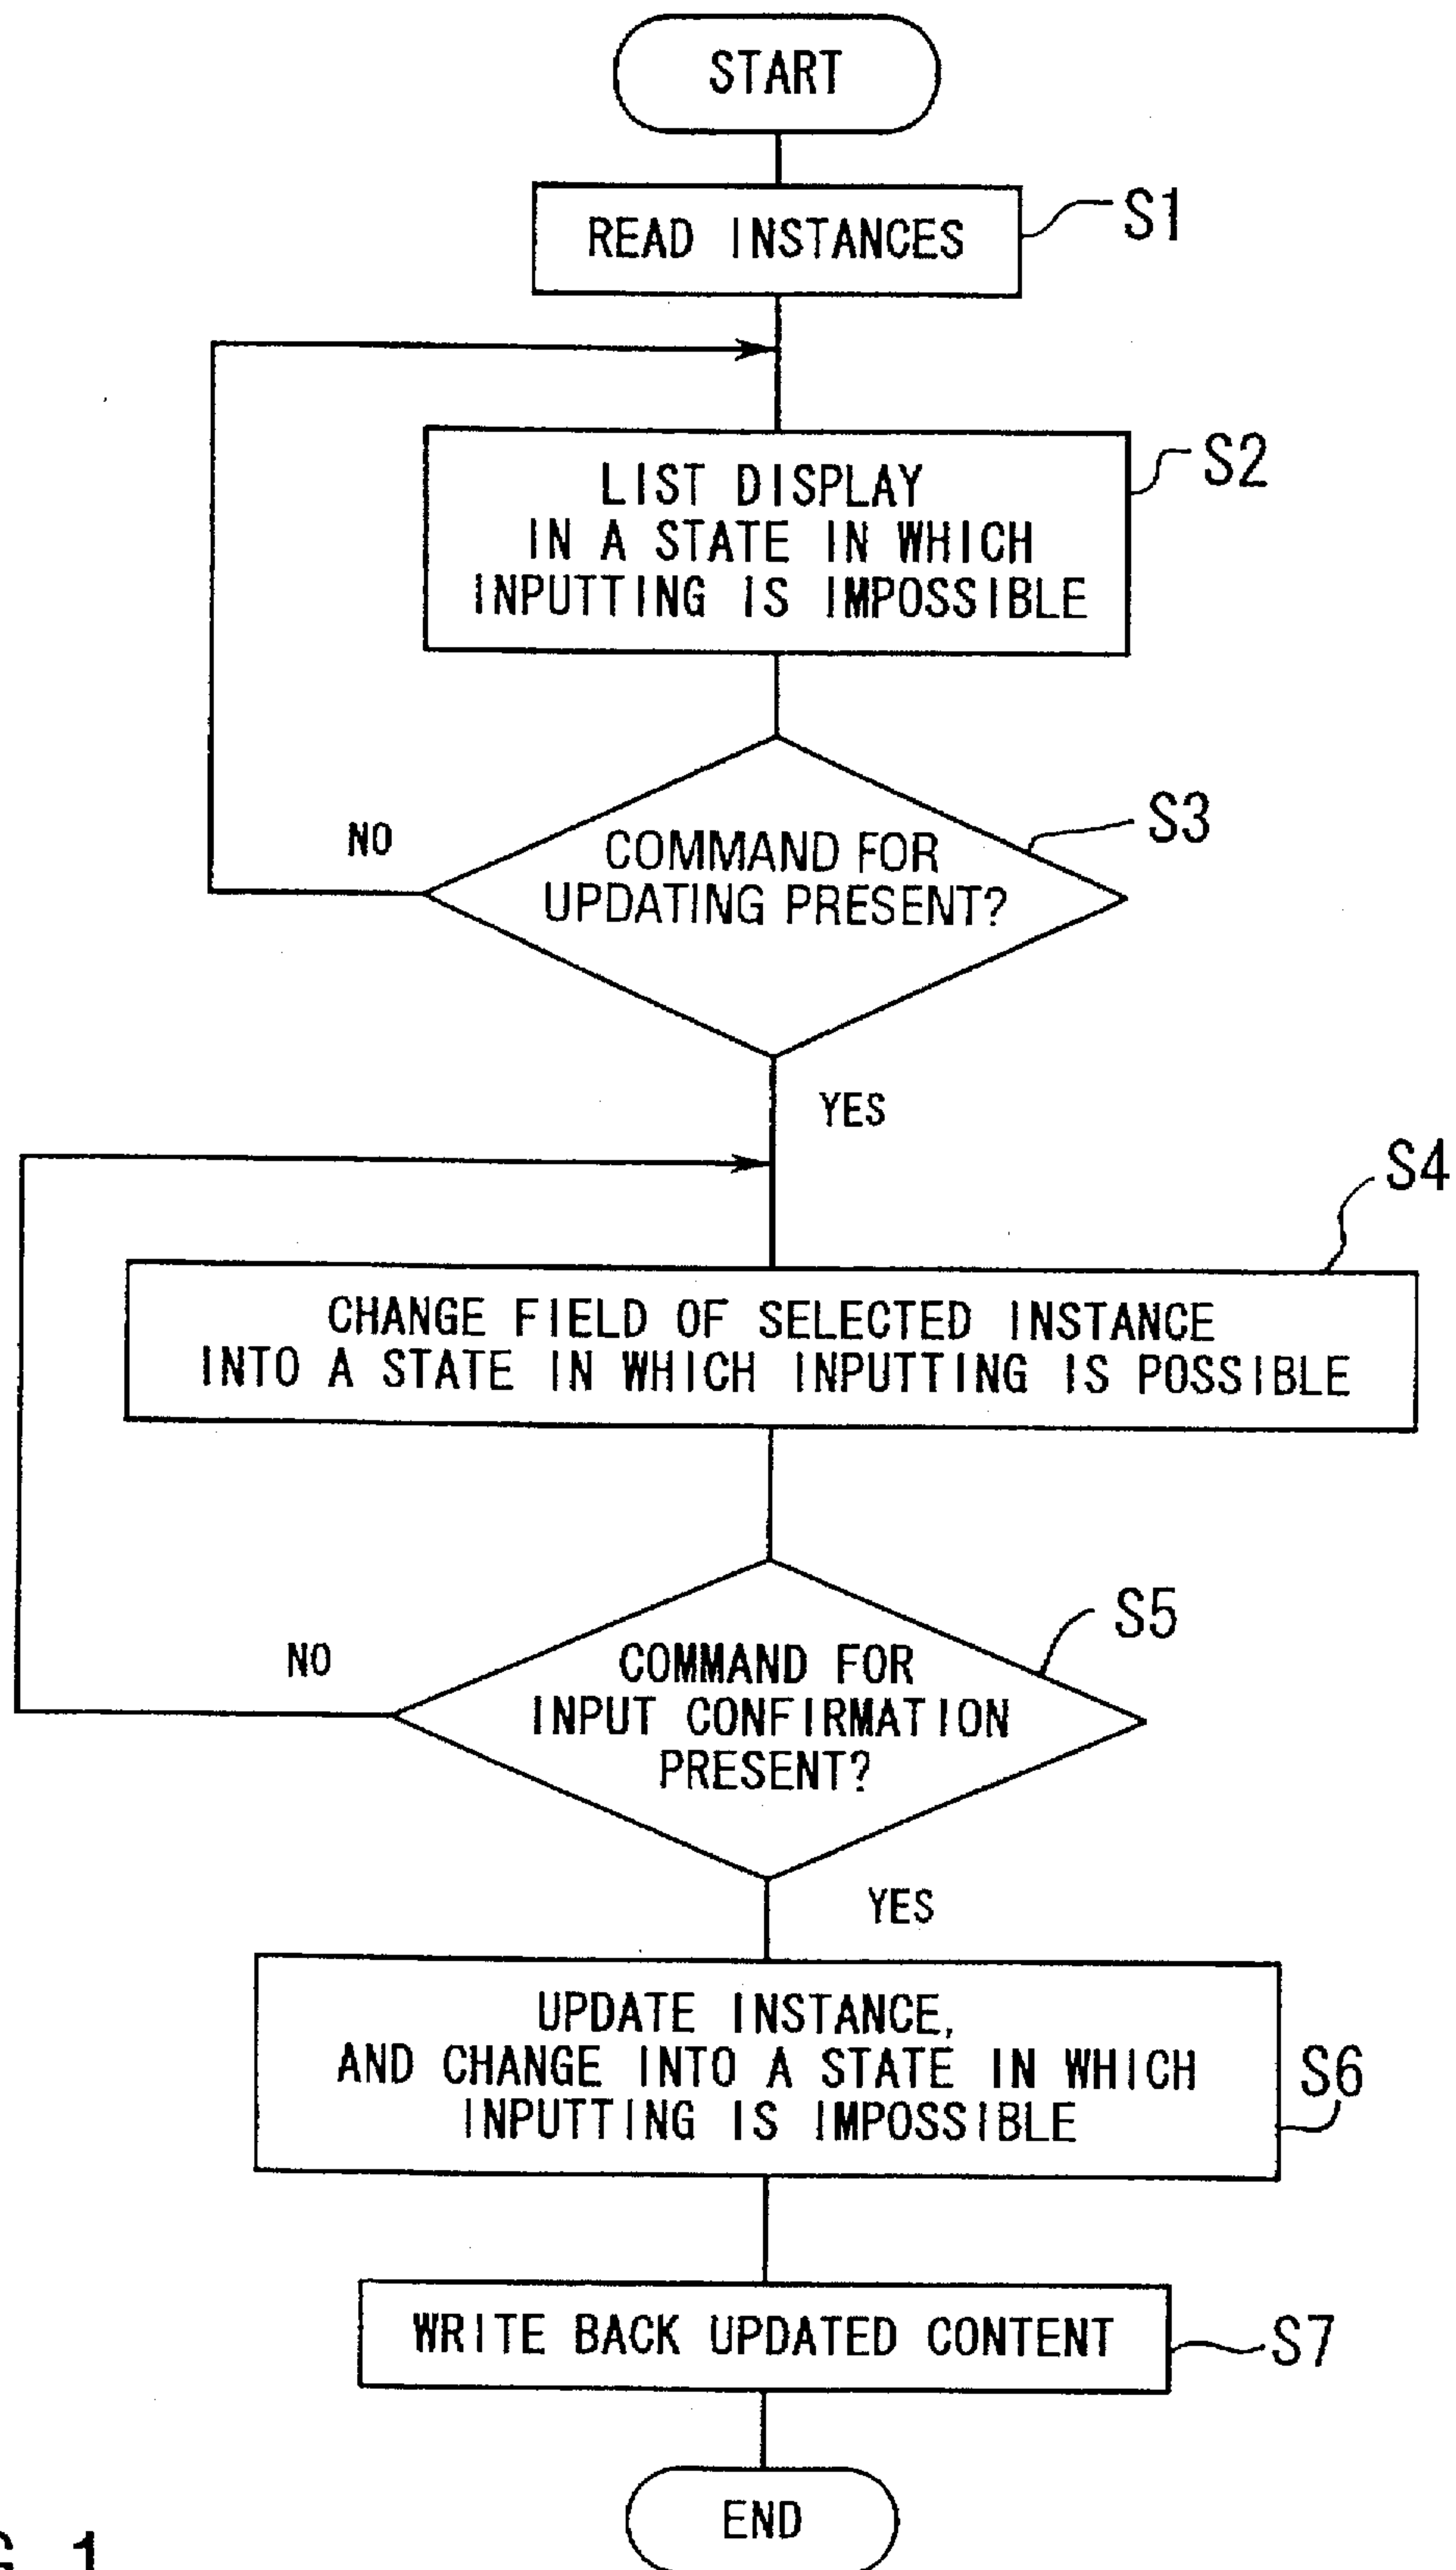 START
READ INSTANCES
S1
LIST DISPLAY
IN A STATE IN WHICH
INPUTTING IS IMPOSSIBLE
S2
COMMAND FOR
UPDATING PRESENT?
S3
NO
YES
S4
CHANGE FIELD OF SELECTED INSTANCE
INTO A STATE IN WHICH INPUTTING IS POSSIBLE
COMMAND FOR
INPUT CONFIRMATION
PRESENT?
S5
NO
YES
UPDATE INSTANCE,
AND CHANGE INTO A STATE IN WHICH
INPUTTING IS IMPOSSIBLE
S6
WRITE BACK UPDATED CONTENT
S7
END
1